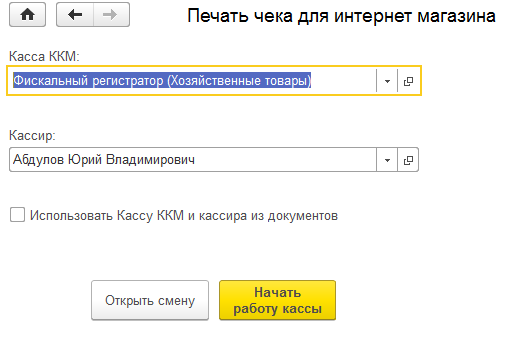 Печать чека для интернет магазина
Касса ККМ:
Фискальный регистратор (Хозяйственные товары)
Кассир:
Абдулов Юрий Владимирович
Использовать Кассу ККМ и кассира из документов
Открыть смену
Начать
работу кассы